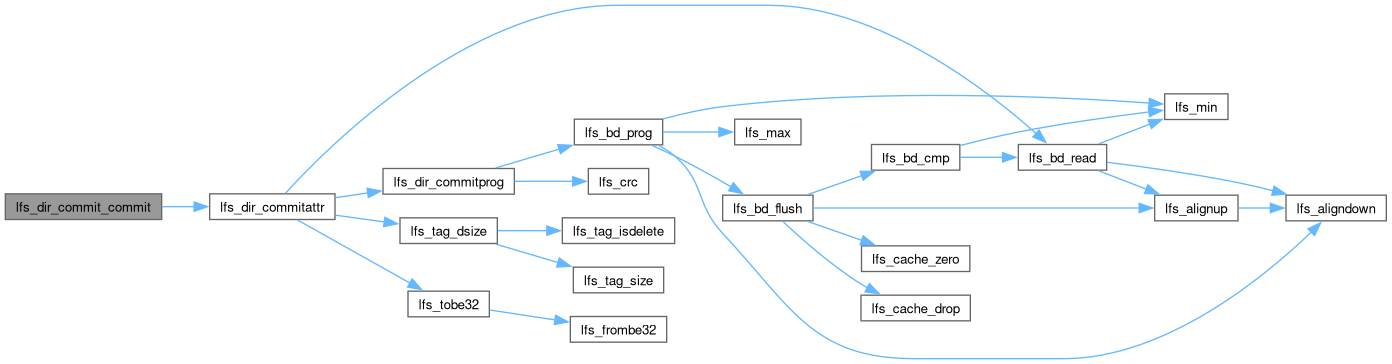 lfs_dir_commit_commit
lfs_dir_commitattr
lfs_dir_commitprog
lfs_tag_dsize
lfs_tobe32
lfs_bd_prog
lfs_crc
lfs_tag_isdelete
lfs_tag_size
lfs_frombe32
lfs_max
lfs_bd_flush
lfs_bd_cmp
lfs_cache_zero
lfs_cache_drop
lfs_bd_read
lfs_min
lfs_alignup
lfs_aligndown